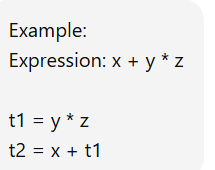 Example:
Expression: x + y * z
t1 = y * z
t2 = x + t1